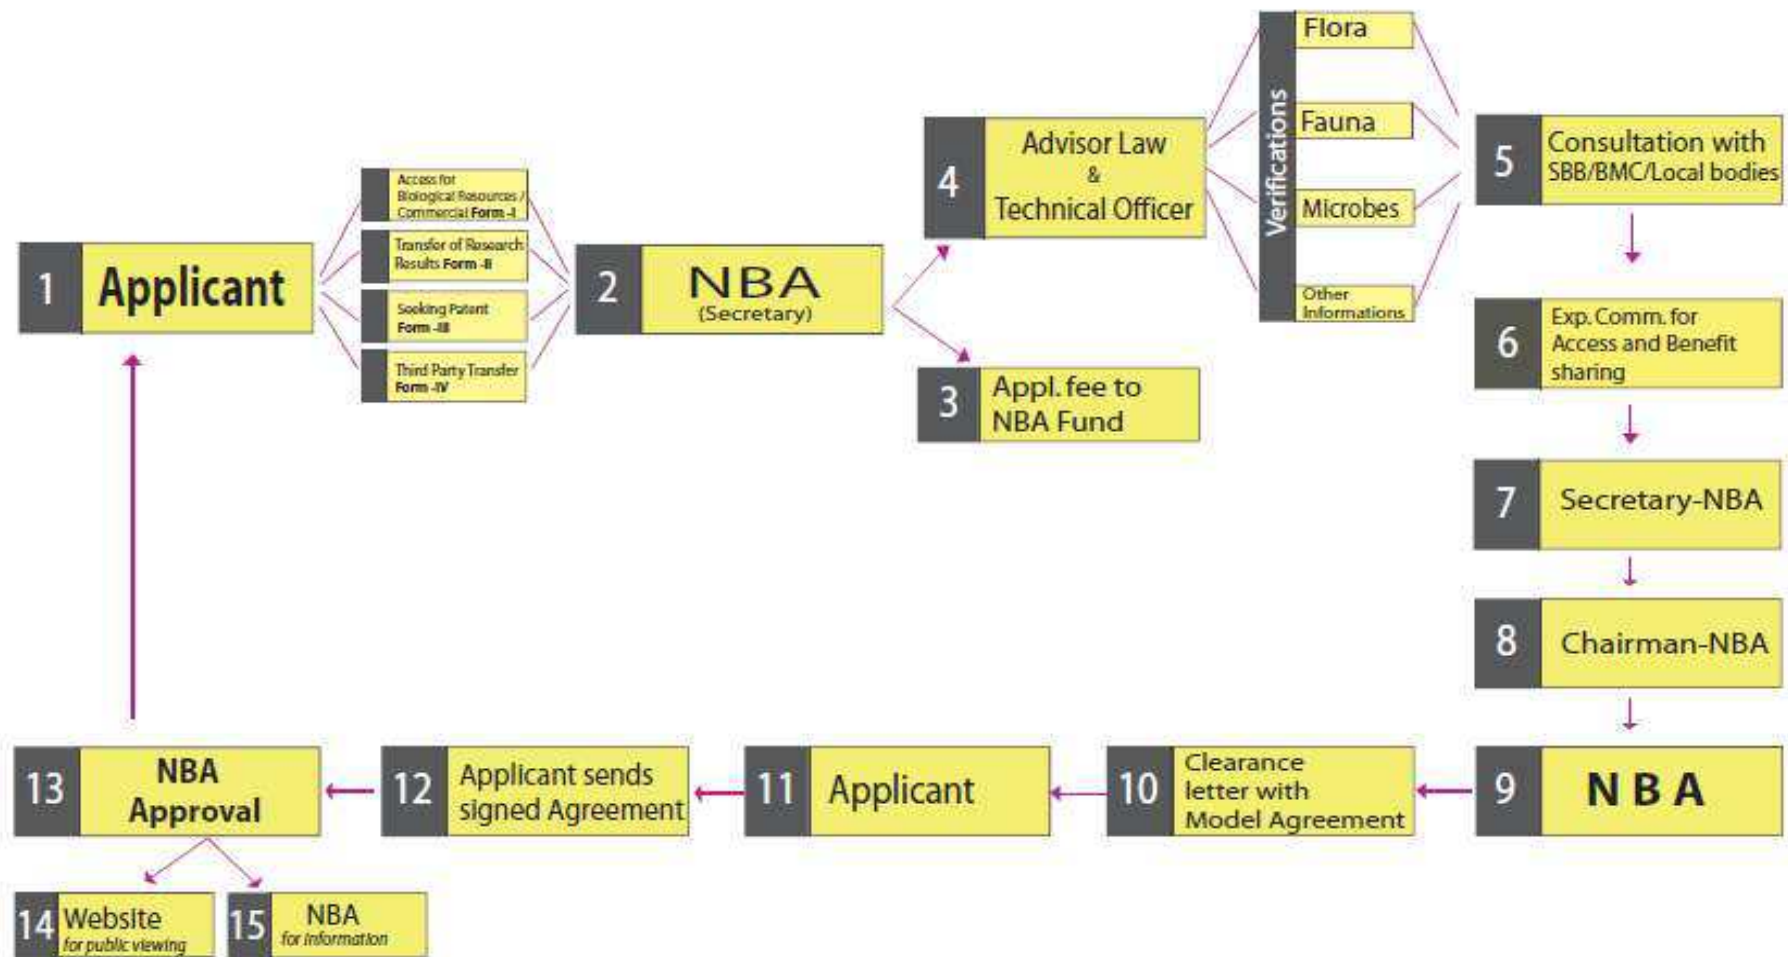 1
Applicant
Access for
Biological Resources /
Commercial Form -I
Transfer of Research
Results Form -II
Seeking Patent
Form -III
Third Party Transfer
Form -IV
2
NBA
(Secretary)
3
Appl. fee to
NBA Fund
4
Advisor Law
&
Technical Officer
Verifications
Flora
Fauna
Microbes
Other
Informations
5
Consultation with
SBB/BMC/Local bodies
6
Exp. Comm. for
Access and Benefit
sharing
7
Secretary-NBA
8
Chairman-NBA
9
N B A
10
Clearance
letter with
Model Agreement
11
Applicant
12
Applicant sends
signed Agreement
13
NBA
Approval
14
Website
for public viewing
15
NBA
for information